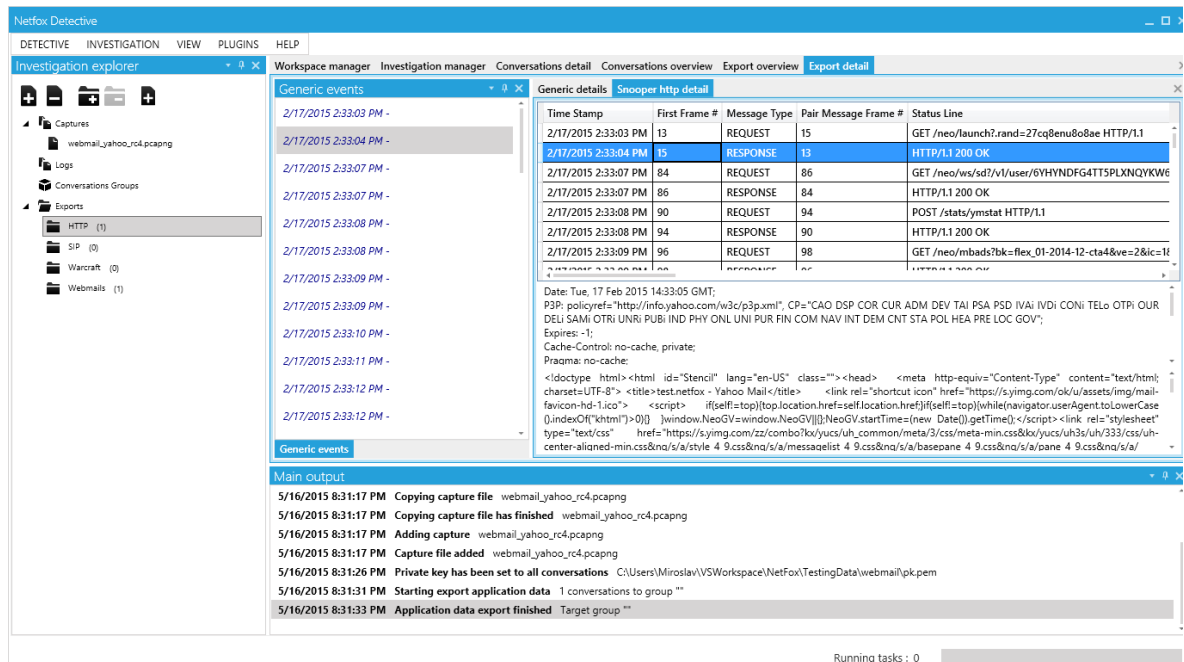 Netfox Detective
DETECTIVE INVESTIGATION VIEW PLUGINS HELP
Investigation explorer
Captures
webmail_yahoo_rc4.pcapng
Logs
Conversations Groups
Exports
HTTP (1)
SIP (0)
Warcraft (0)
Webmails (1)
Workspace manager Investigation manager Conversations detail Conversations overview Export overview Export detail
Generic events
2/17/2015 2:33:03 PM -
2/17/2015 2:33:04 PM -
2/17/2015 2:33:07 PM -
2/17/2015 2:33:07 PM -
2/17/2015 2:33:08 PM -
2/17/2015 2:33:08 PM -
2/17/2015 2:33:09 PM -
2/17/2015 2:33:09 PM -
2/17/2015 2:33:10 PM -
2/17/2015 2:33:11 PM -
2/17/2015 2:33:12 PM -
2/17/2015 2:33:12 PM -
Generic events
Generic details Snooper http detail
Time Stamp First Frame # Message Type Pair Message Frame # Status Line
2/17/2015 2:33:03 PM 13 REQUEST 15 GET /neo/launch?.rand=27cq8enu8o8ae HTTP/1.1
2/17/2015 2:33:04 PM 15 RESPONSE 13 HTTP/1.1 200 OK
2/17/2015 2:33:07 PM 84 REQUEST 86 GET /neo/ws/sd?/v1/user/6YHYNDFG4TT5PLXNQYKW6
2/17/2015 2:33:07 PM 86 RESPONSE 84 HTTP/1.1 200 OK
2/17/2015 2:33:08 PM 90 REQUEST 94 POST /stats/ymstat HTTP/1.1
2/17/2015 2:33:08 PM 94 RESPONSE 90 HTTP/1.1 200 OK
2/17/2015 2:33:09 PM 96 REQUEST 98 GET /neo/mbads?bk=flex_01-2014-12-cta4&ve=2&ic=18
Date: Tue, 17 Feb 2015 14:33:05 GMT;
P3P: policyref="http://info.yahoo.com/w3c/p3p.xml", CP="CAO DSP COR CUR ADM DEV TAI PSA PSD IVAi IVDi CONi TELo OTPi OUR
DELi SAMi OTRi UNRi PUBi IND PHY ONL UNI PUR FIN COM NAV INT DEM CNT STA POL HEA PRE LOC GOV";
Expires: -1;
Cache-Control: no-cache, private;
Pragma: no-cache;
<!doctype html><html id="Stencil" lang="en-US" class=""><head> <meta http-equiv="Content-Type" content="text/html;
charset=UTF-8"> <title>test.netfox - Yahoo Mail</title> <link rel="shortcut icon" href="https://s.yimg.com/ok/u/assets/img/mail-
favicon-hd-1.ico"> <script> if(self!=top){top.location.href=self.location.href;}if(self!=top){while(navigator.userAgent.toLowerCase
().indexOf("khtml")>0){} }window.NeoGV=window.NeoGV||{};NeoGV.startTime=(new Date()).getTime();</script><link rel="stylesheet"
type="text/css" href="https://s.yimg.com/zz/combo?kx/yucs/uh_common/meta/3/css/meta-min.css&kx/yucs/uh3s/uh/333/css/uh-
center-aligned-min.css&nq/s/a/style_4_9.css&nq/s/a/messagelist_4_9.css&nq/s/a/basepane_4_9.css&nq/s/a/pane_4_9.css&nq/s/a/
Main output
5/16/2015 8:31:17 PM Copying capture file webmail_yahoo_rc4.pcapng
5/16/2015 8:31:17 PM Copying capture file has finished webmail_yahoo_rc4.pcapng
5/16/2015 8:31:17 PM Adding capture webmail_yahoo_rc4.pcapng
5/16/2015 8:31:17 PM Capture file added webmail_yahoo_rc4.pcapng
5/16/2015 8:31:26 PM Private key has been set to all conversations C:\Users\Miroslav\VSWorkspace\NetFox\TestingData\webmail\pk.pem
5/16/2015 8:31:31 PM Starting export application data 1 conversations to group ""
5/16/2015 8:31:33 PM Application data export finished Target group ""
Running tasks : 0